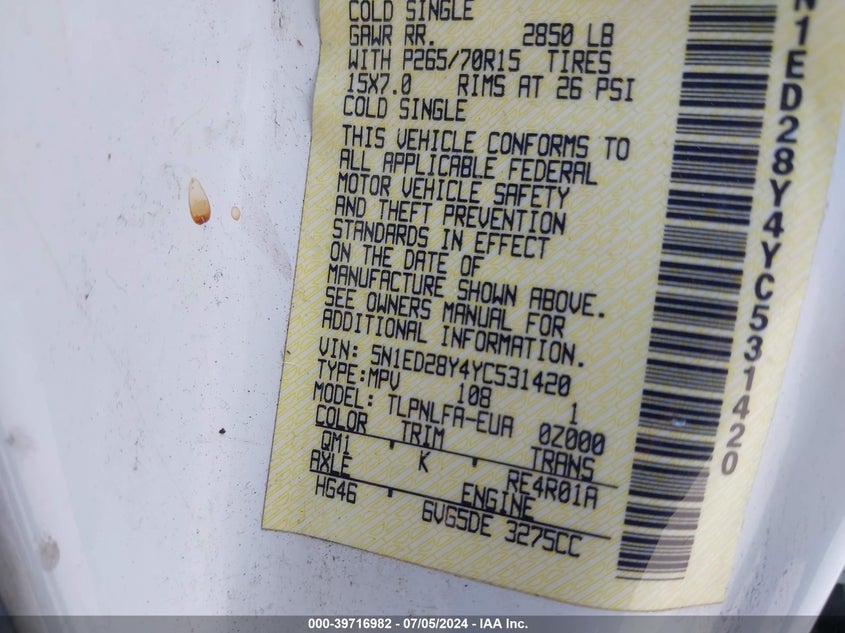 COLD SINGLE
GAWR RR. 2850 LB
WITH P265/70R15 TIRES
15X7.0 RIMS AT 26 PSI
COLD SINGLE
THIS VEHICLE CONFORMS TO
ALL APPLICABLE FEDERAL
MOTOR VEHICLE SAFETY
AND THEFT PREVENTION
STANDARDS IN EFFECT
ON THE DATE OF
MANUFACTURE SHOWN ABOVE.
SEE OWNERS MANUAL FOR
ADDITIONAL INFORMATION.
VIN: 5N1ED28Y4YC531420
TYPE:MPV 108 1
MODEL: TLPNLFA-EUA 0Z000
COLOR TRIM TRANS
QM1 K RE4R01A
AXLE ENGINE
HG46 6VG5DE 3275CC
N1ED28Y4YC531420
000-39716982 - 07/05/2024 - IAA Inc.